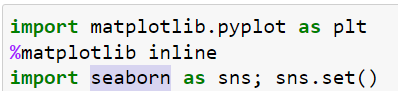 import matplotlib.pyplot as plt
%matplotlib inline
import seaborn as sns; sns.set()